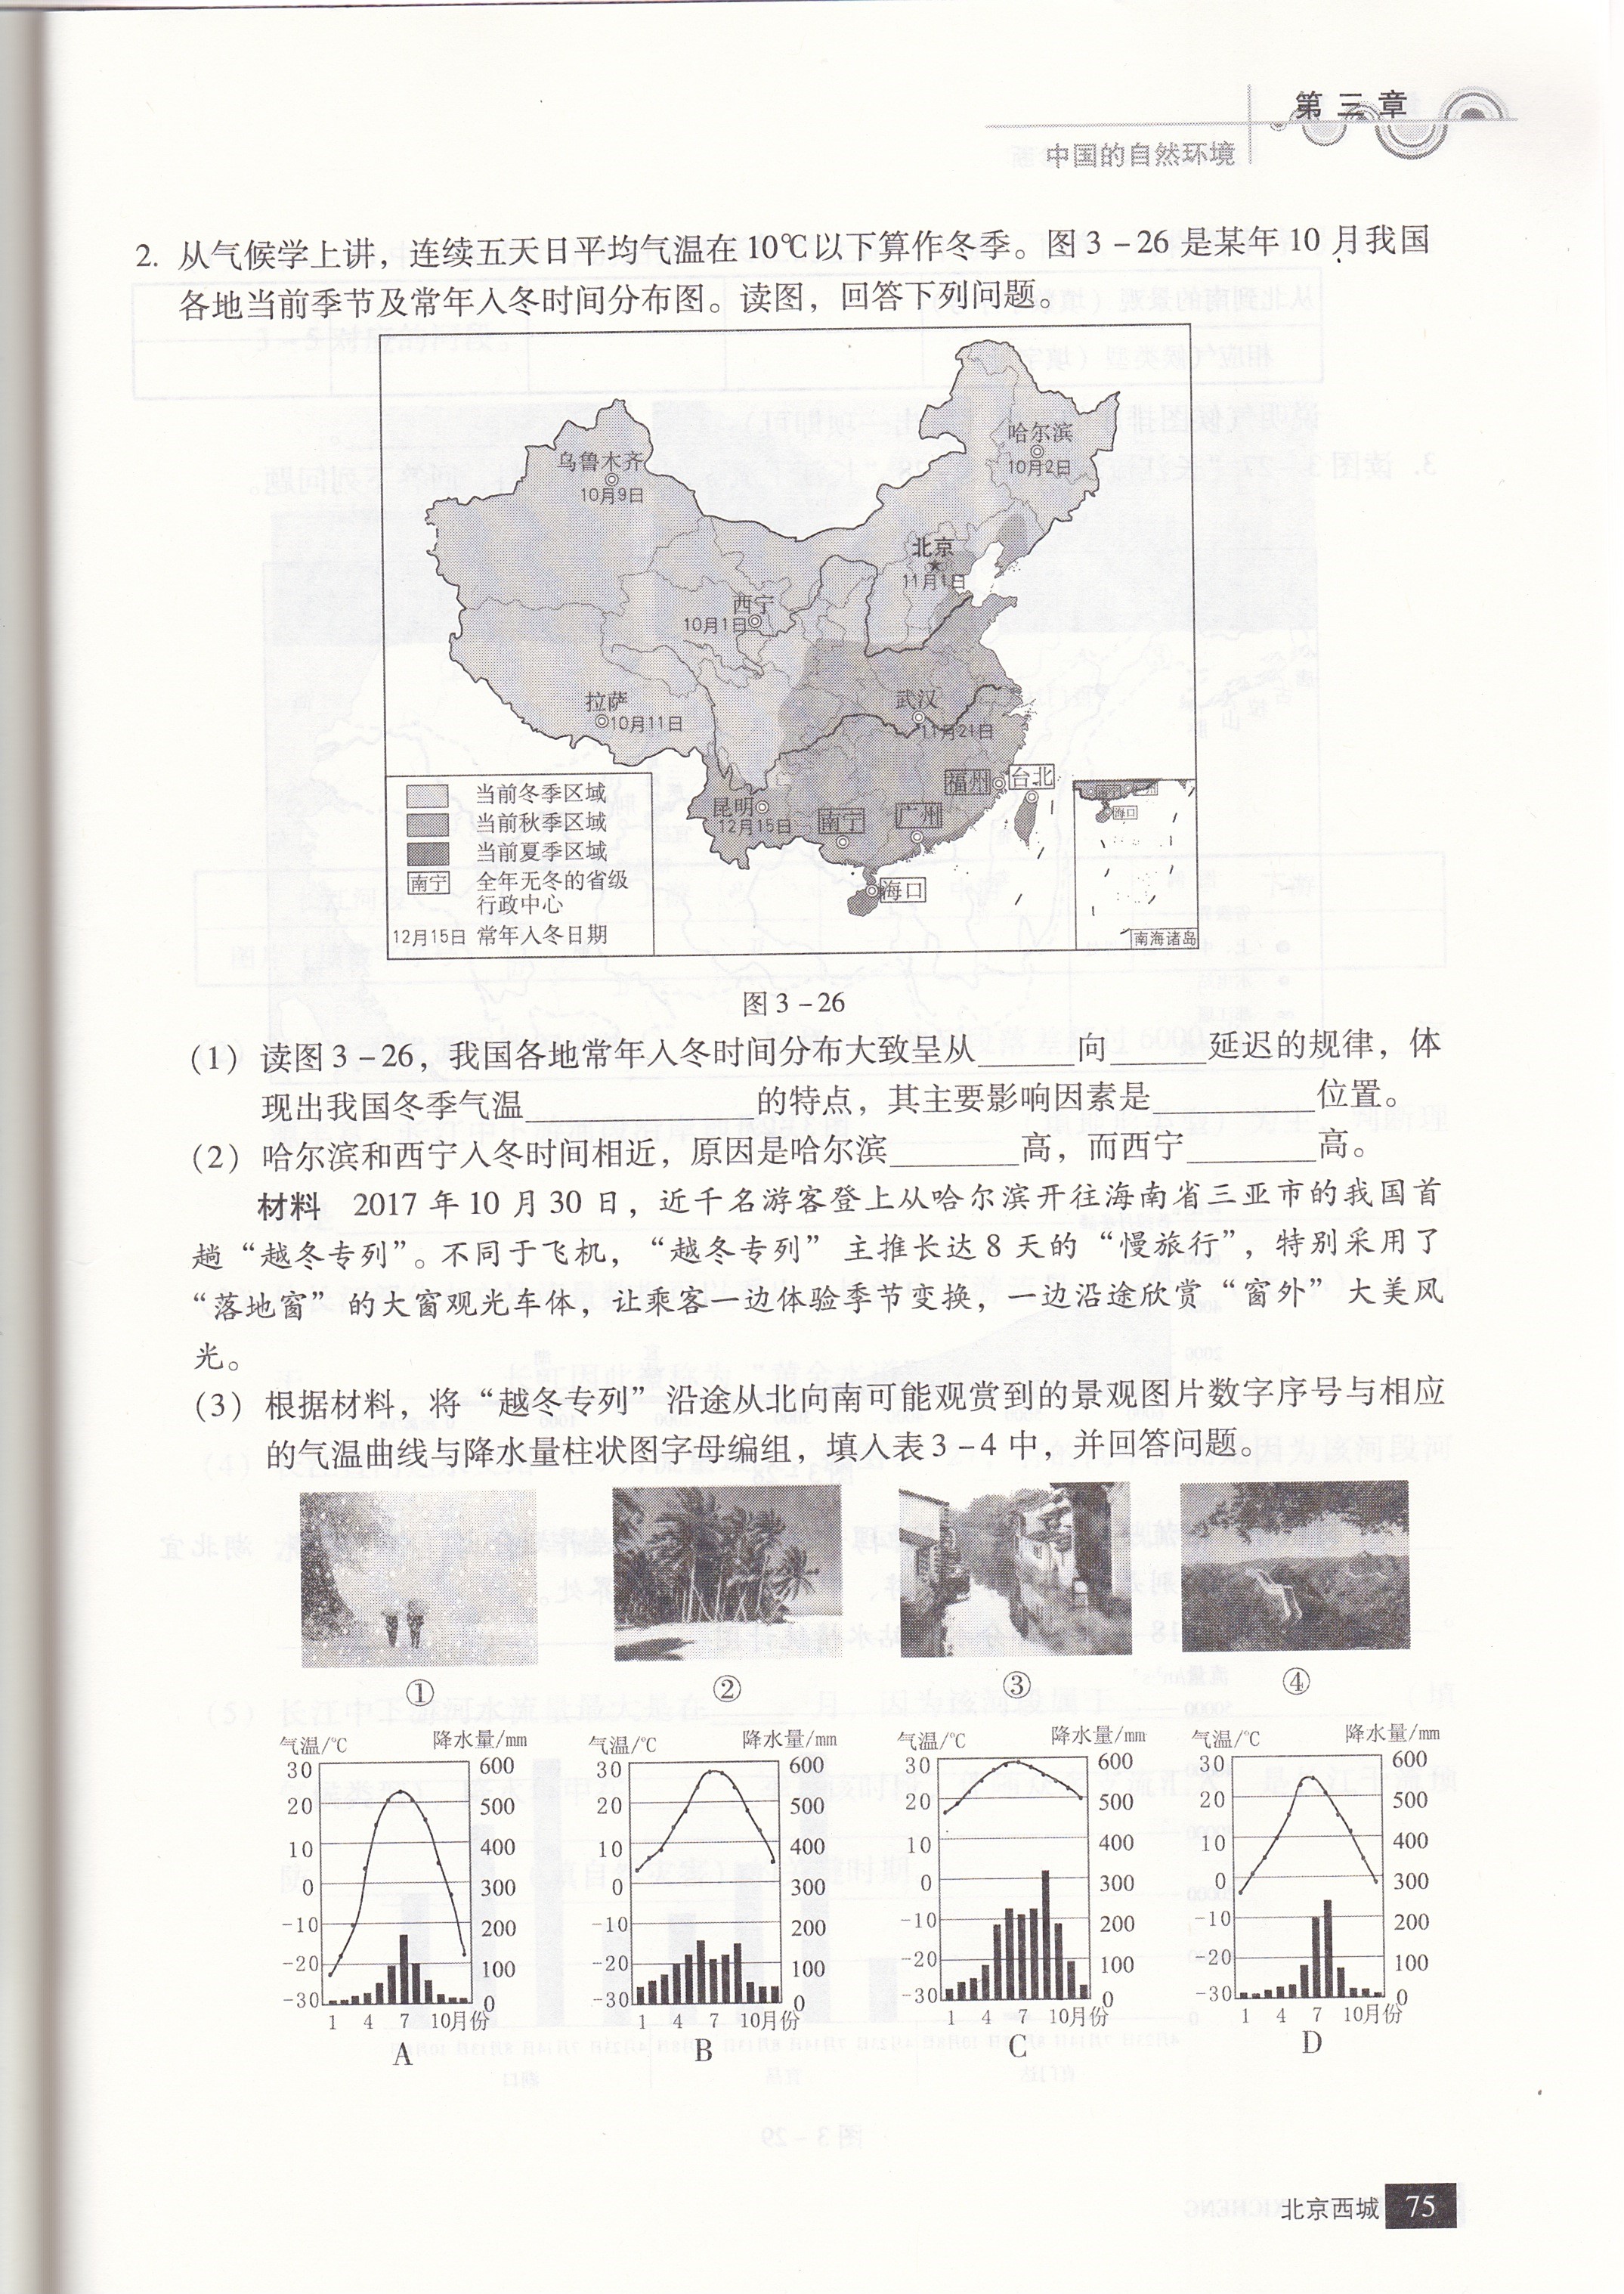 第三章
中国的自然环境
2. 从气候学上讲，连续五天日平均气温在10℃以下算作冬季。图3-26是某年10月我国
各地当前季节及常年入冬时间分布图。读图，回答下列问题。
哈尔滨
10月2日
乌鲁木齐
10月9日
北京
11月1日
西宁
10月1日
拉萨
10月11日
武汉
11月21日
福州
台北
昆明
12月15日
南宁
广州
海口
海口
南海诸岛
当前冬季区域
当前秋季区域
当前夏季区域
南宁 全年无冬的省级
行政中心
12月15日 常年入冬日期
图3-26
(1) 读图3-26，我国各地常年入冬时间分布大致呈从______向______延迟的规律，体
现出我国冬季气温______的特点，其主要影响因素是______位置。
(2) 哈尔滨和西宁入冬时间相近，原因是哈尔滨______高，而西宁______高。
材料 2017年10月30日，近千名游客登上从哈尔滨开往海南省三亚市的我国首
趟“越冬专列”。不同于飞机，“越冬专列”主推长达8天的“慢旅行”，特别采用了
“落地窗”的大窗观光车体，让乘客一边体验季节变换，一边沿途欣赏“窗外”大美风
光。
(3) 根据材料，将“越冬专列”沿途从北向南可能观赏到的景观图片数字序号与相应
的气温曲线与降水量柱状图字母编组，填入表3-4中，并回答问题。
① ② ③ ④
气温/℃ 降水量/mm 气温/℃ 降水量/mm 气温/℃ 降水量/mm 气温/℃ 降水量/mm
30 600 30 600 30 600 30 600
20 500 20 500 20 500 20 500
10 400 10 400 10 400 10 400
0 300 0 300 0 300 0 300
-10 200 -10 200 -10 200 -10 200
-20 100 -20 100 -20 100 -20 100
-30 0 -30 0 -30 0 -30 0
1 4 7 10月份 1 4 7 10月份 1 4 7 10月份 1 4 7 10月份
A B C D
北京西城 75